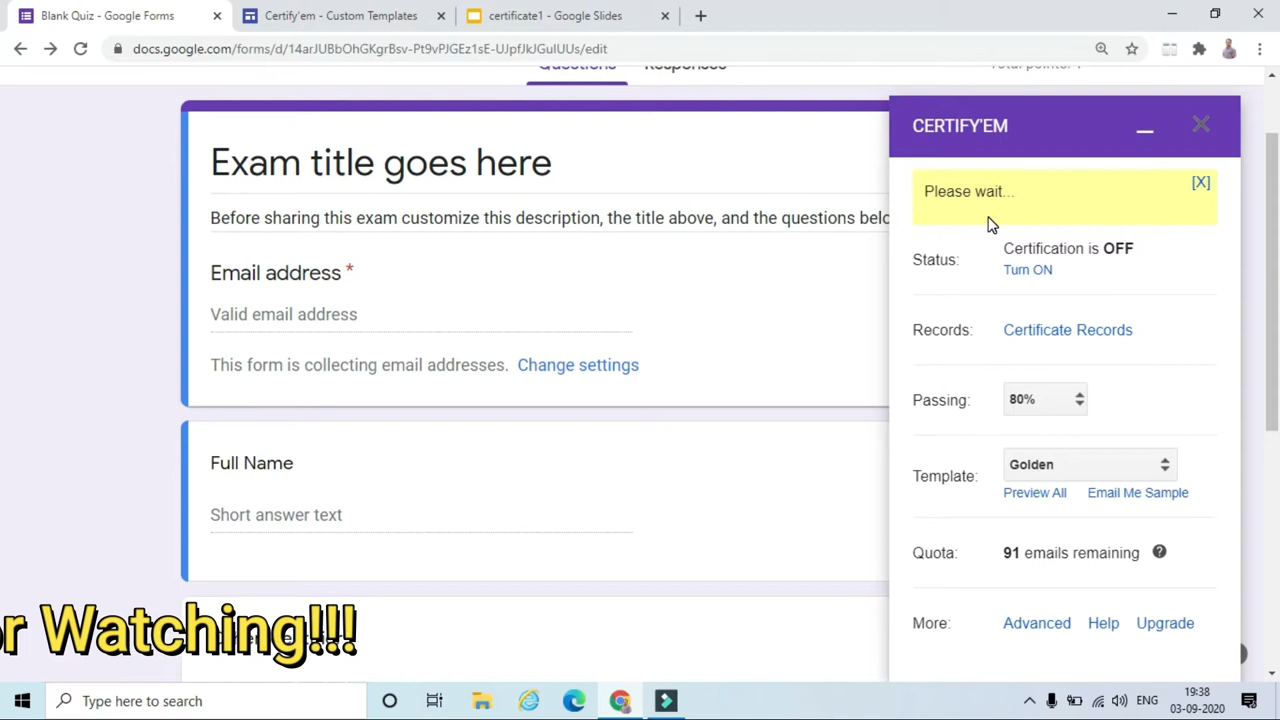 Blank Quiz - Google Forms
Certify'em - Custom Templates
certificate1 - Google Slides
docs.google.com/forms/d/14arJUBbOhGKgrBsv-Pt9vPJGEz1sE-UJpfJkJGuIUUs/edit
Questions
Responses
Exam title goes here
Before sharing this exam customize this description, the title above, and the questions belo
Email address *
Valid email address
This form is collecting email addresses. Change settings
Full Name
Short answer text
CERTIFY'EM
Please wait...
[X]
Status: Certification is OFF
Turn ON
Records: Certificate Records
Passing: 80%
Template: Golden
Preview All Email Me Sample
Quota: 91 emails remaining
More: Advanced Help Upgrade
or Watching!!!
Type here to search
ENG
19:38
03-09-2020